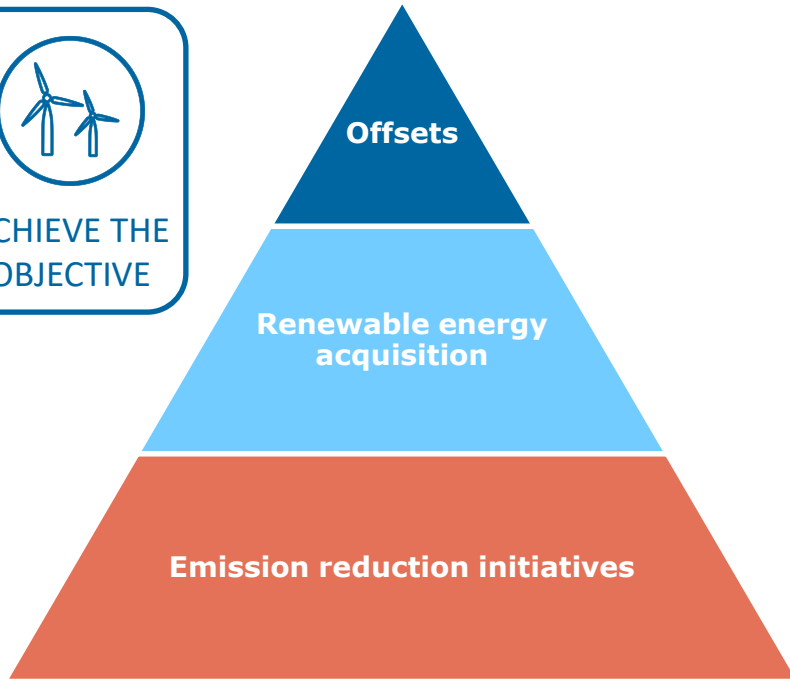 Offsets
CHIEVE THE
OBJECTIVE
Renewable energy
acquisition
Emission reduction initiatives